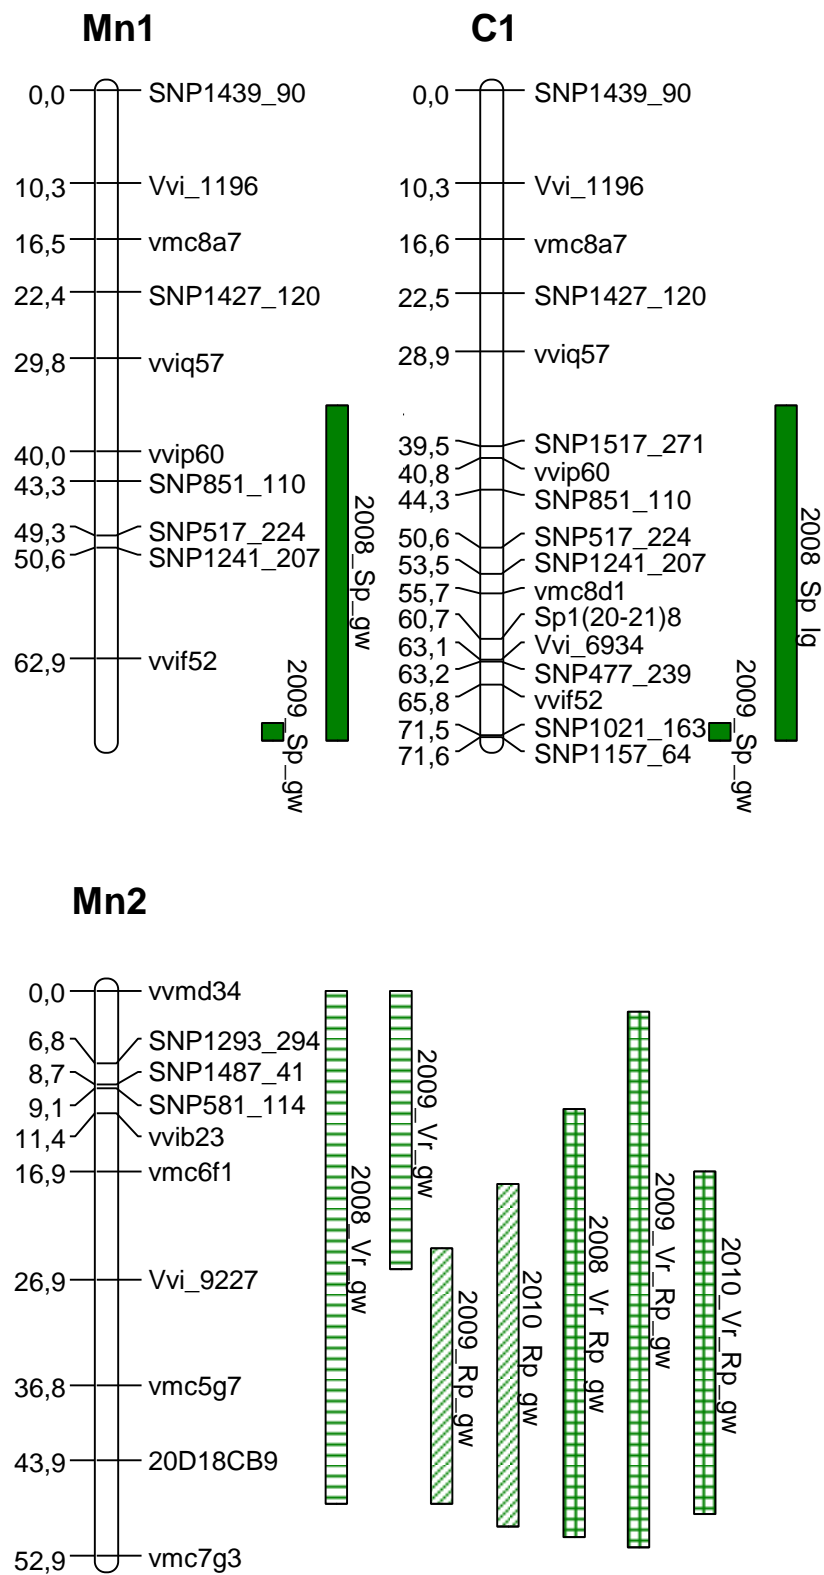 Mn1
0,0 SNP1439_90
10,3 Vvi_1196
16,5 vmc8a7
22,4 SNP1427_120
29,8 vviq57
40,0 vvip60
43,3 SNP851_110
49,3 SNP517_224
50,6 SNP1241_207
62,9 vvif52
2009_Sp_gw
2008_Sp_gw
C1
0,0 SNP1439_90
10,3 Vvi_1196
16,6 vmc8a7
22,5 SNP1427_120
28,9 vviq57
39,5 SNP1517_271
40,8 vvip60
44,3 SNP851_110
50,6 SNP517_224
53,5 SNP1241_207
55,7 vmc8d1
60,7 Sp1(20-21)8
63,1 Vvi_6934
63,2 SNP477_239
65,8 vvif52
71,5 SNP1021_163
71,6 SNP1157_64
2009_Sp_gw
2008_Sp_lg
Mn2
0,0 vvmd34
6,8 SNP1293_294
8,7 SNP1487_41
9,1 SNP581_114
11,4 vvib23
16,9 vmc6f1
26,9 Vvi_9227
36,8 vmc5g7
43,9 20D18CB9
52,9 vmc7g3
2008_Vr_gw
2009_Vr_gw
2009_Rp_gw
2010_Rp_gw
2008_Vr_Rp_gw
2009_Vr_Rp_gw
2010_Vr_Rp_gw